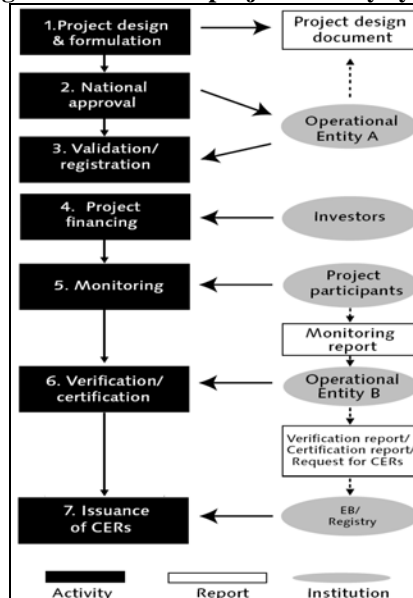 1.Project design
& formulation
Project design
document
2. National
approval
Operational
Entity A
3. Validation/
registration
4. Project
financing
Investors
5. Monitoring
Project
participants
Monitoring
report
6. Verification/
certification
Operational
Entity B
Verification report/
Certification report/
Request for CERs
7. Issuance
of CERs
EB/
Registry
Activity
Report
Institution